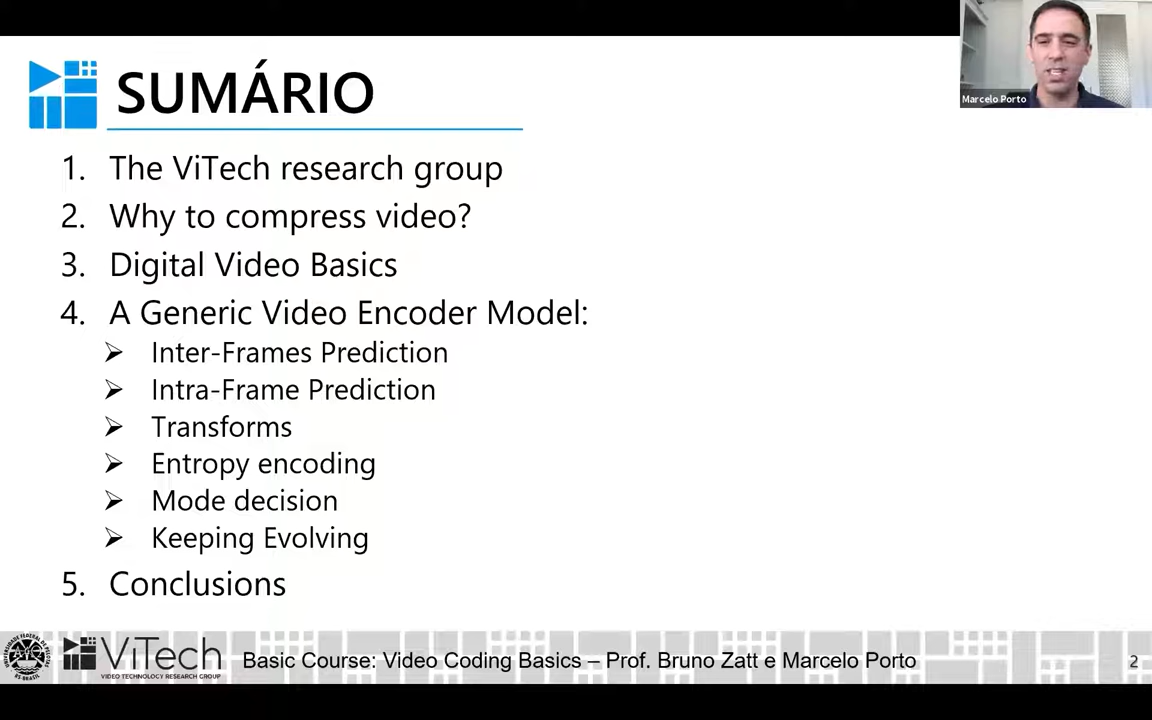 Marcelo Porto
SUMÁRIO
1. The ViTech research group
2. Why to compress video?
3. Digital Video Basics
4. A Generic Video Encoder Model:
➢ Inter-Frames Prediction
➢ Intra-Frame Prediction
➢ Transforms
➢ Entropy encoding
➢ Mode decision
➢ Keeping Evolving
5. Conclusions
ViTech
VIDEO TECHNOLOGY RESEARCH GROUP
Basic Course: Video Coding Basics – Prof. Bruno Zatt e Marcelo Porto
2